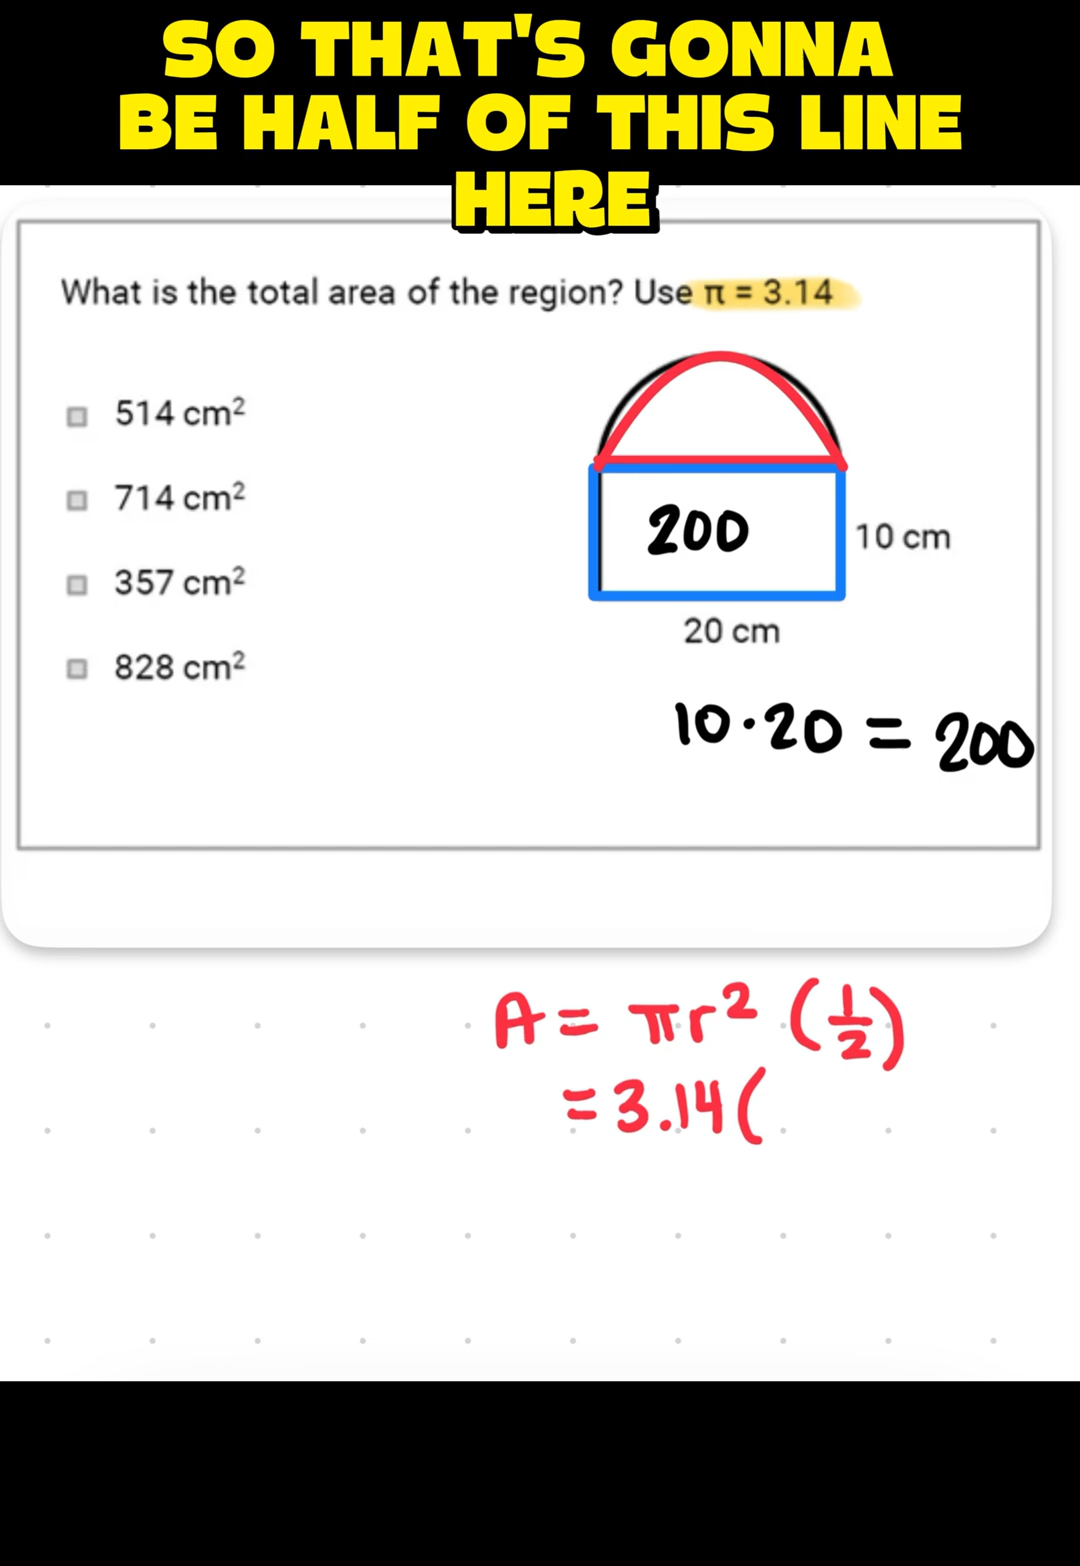 SO THAT'S GONNA
BE HALF OF THIS LINE
HERE
What is the total area of the region? Use π = 3.14
514 cm²
714 cm²
357 cm²
828 cm²
200
10 cm
20 cm
10·20 = 200
A = πr² (1/2)
= 3.14(